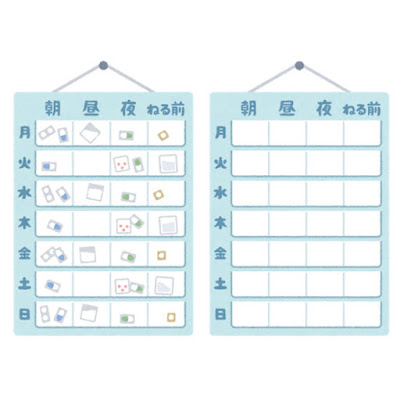 朝 昼 夜 ねる前
月
火
水
木
金
土
日
朝 昼 夜 ねる前
月
火
水
木
金
土
日